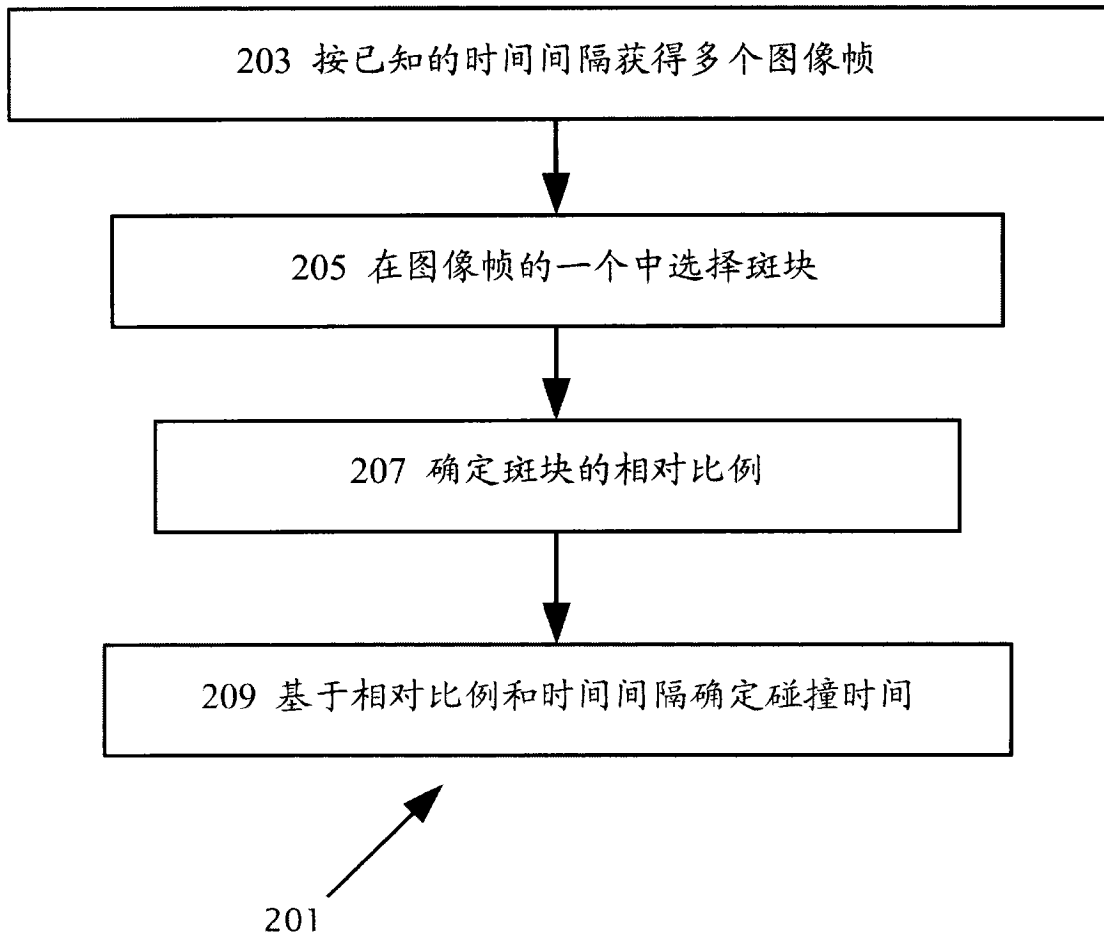 203 按已知的时间间隔获得多个图像帧
205 在图像帧的一个中选择斑块
207 确定斑块的相对比例
209 基于相对比例和时间间隔确定碰撞时间
201